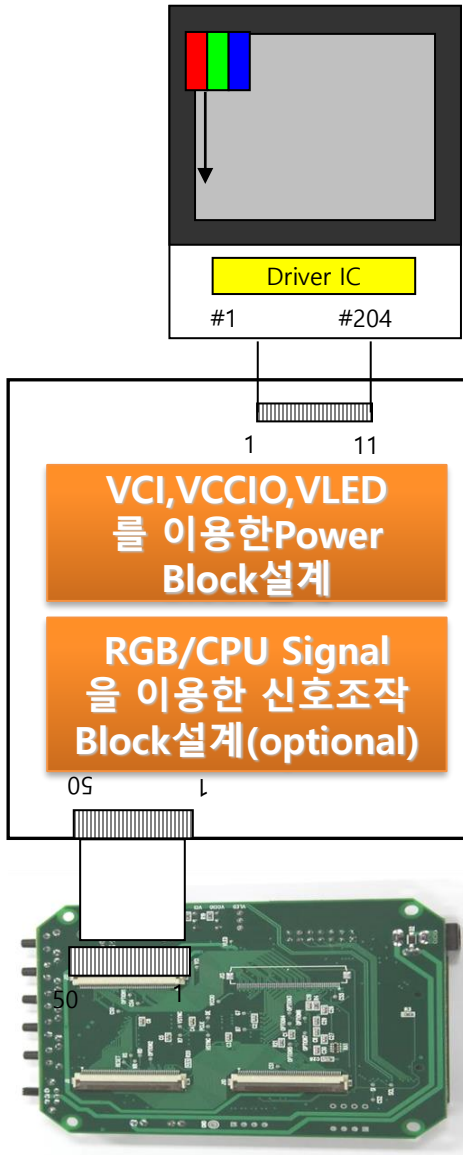 Driver IC
#1 #204
1 11
VCI,VCCIO,VLED
를 이용한Power
Block설계
RGB/CPU Signal
을 이용한 신호조작
Block설계(optional)
50 1
50 1